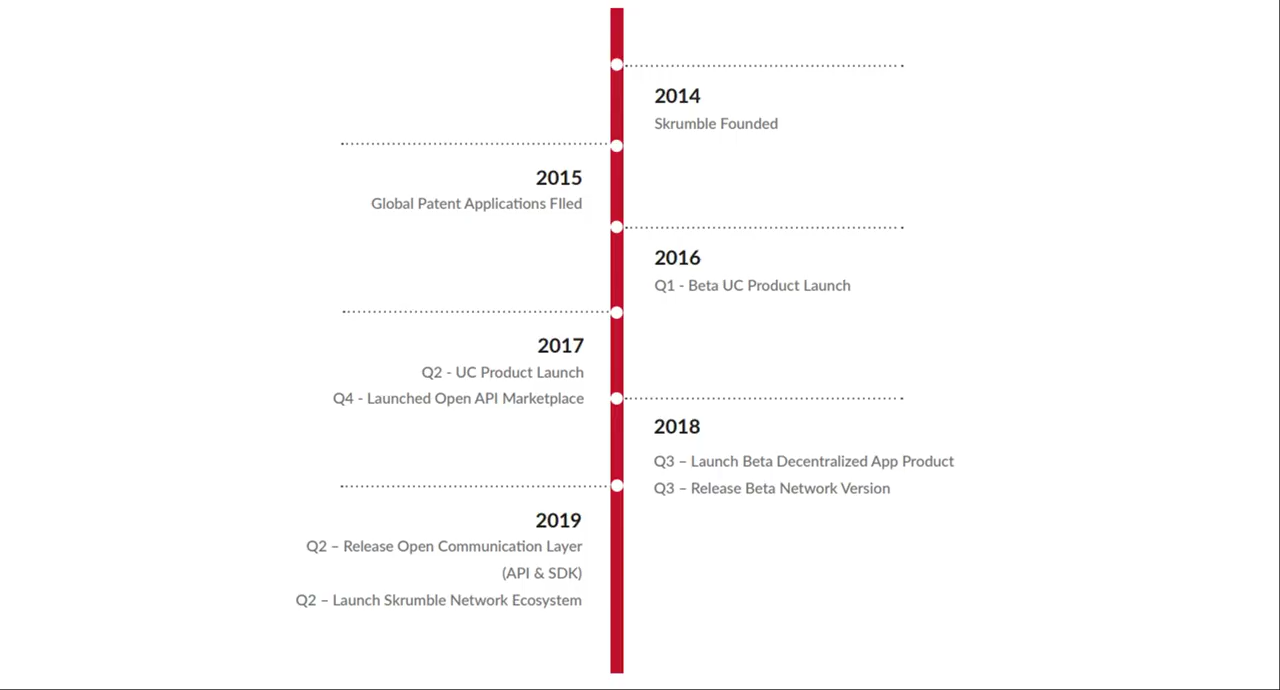 2014
Skrumble Founded
2015
Global Patent Applications FIled
2016
Q1 - Beta UC Product Launch
2017
Q2 - UC Product Launch
Q4 - Launched Open API Marketplace
2018
Q3 – Launch Beta Decentralized App Product
Q3 – Release Beta Network Version
2019
Q2 – Release Open Communication Layer
(API & SDK)
Q2 – Launch Skrumble Network Ecosystem